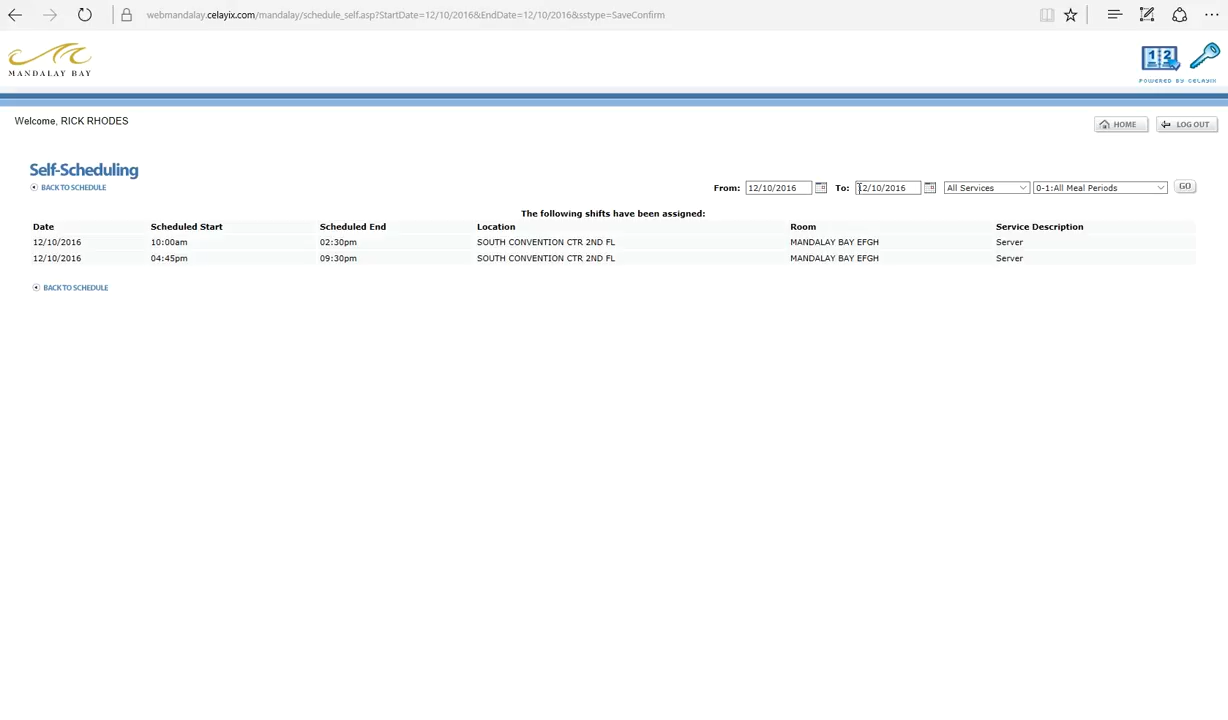 webmandalay.celayix.com/mandalay/schedule_self.asp?StartDate=12/10/2016&EndDate=12/10/2016&sstype=SaveConfirm
MANDALAY BAY
12
POWERED BY CELAYIX
Welcome, RICK RHODES
HOME
LOG OUT
Self-Scheduling
BACK TO SCHEDULE
From: 12/10/2016 To: 12/10/2016 All Services 0-1:All Meal Periods GO
The following shifts have been assigned:
Date Scheduled Start Scheduled End Location Room Service Description
12/10/2016 10:00am 02:30pm SOUTH CONVENTION CTR 2ND FL MANDALAY BAY EFGH Server
12/10/2016 04:45pm 09:30pm SOUTH CONVENTION CTR 2ND FL MANDALAY BAY EFGH Server
BACK TO SCHEDULE